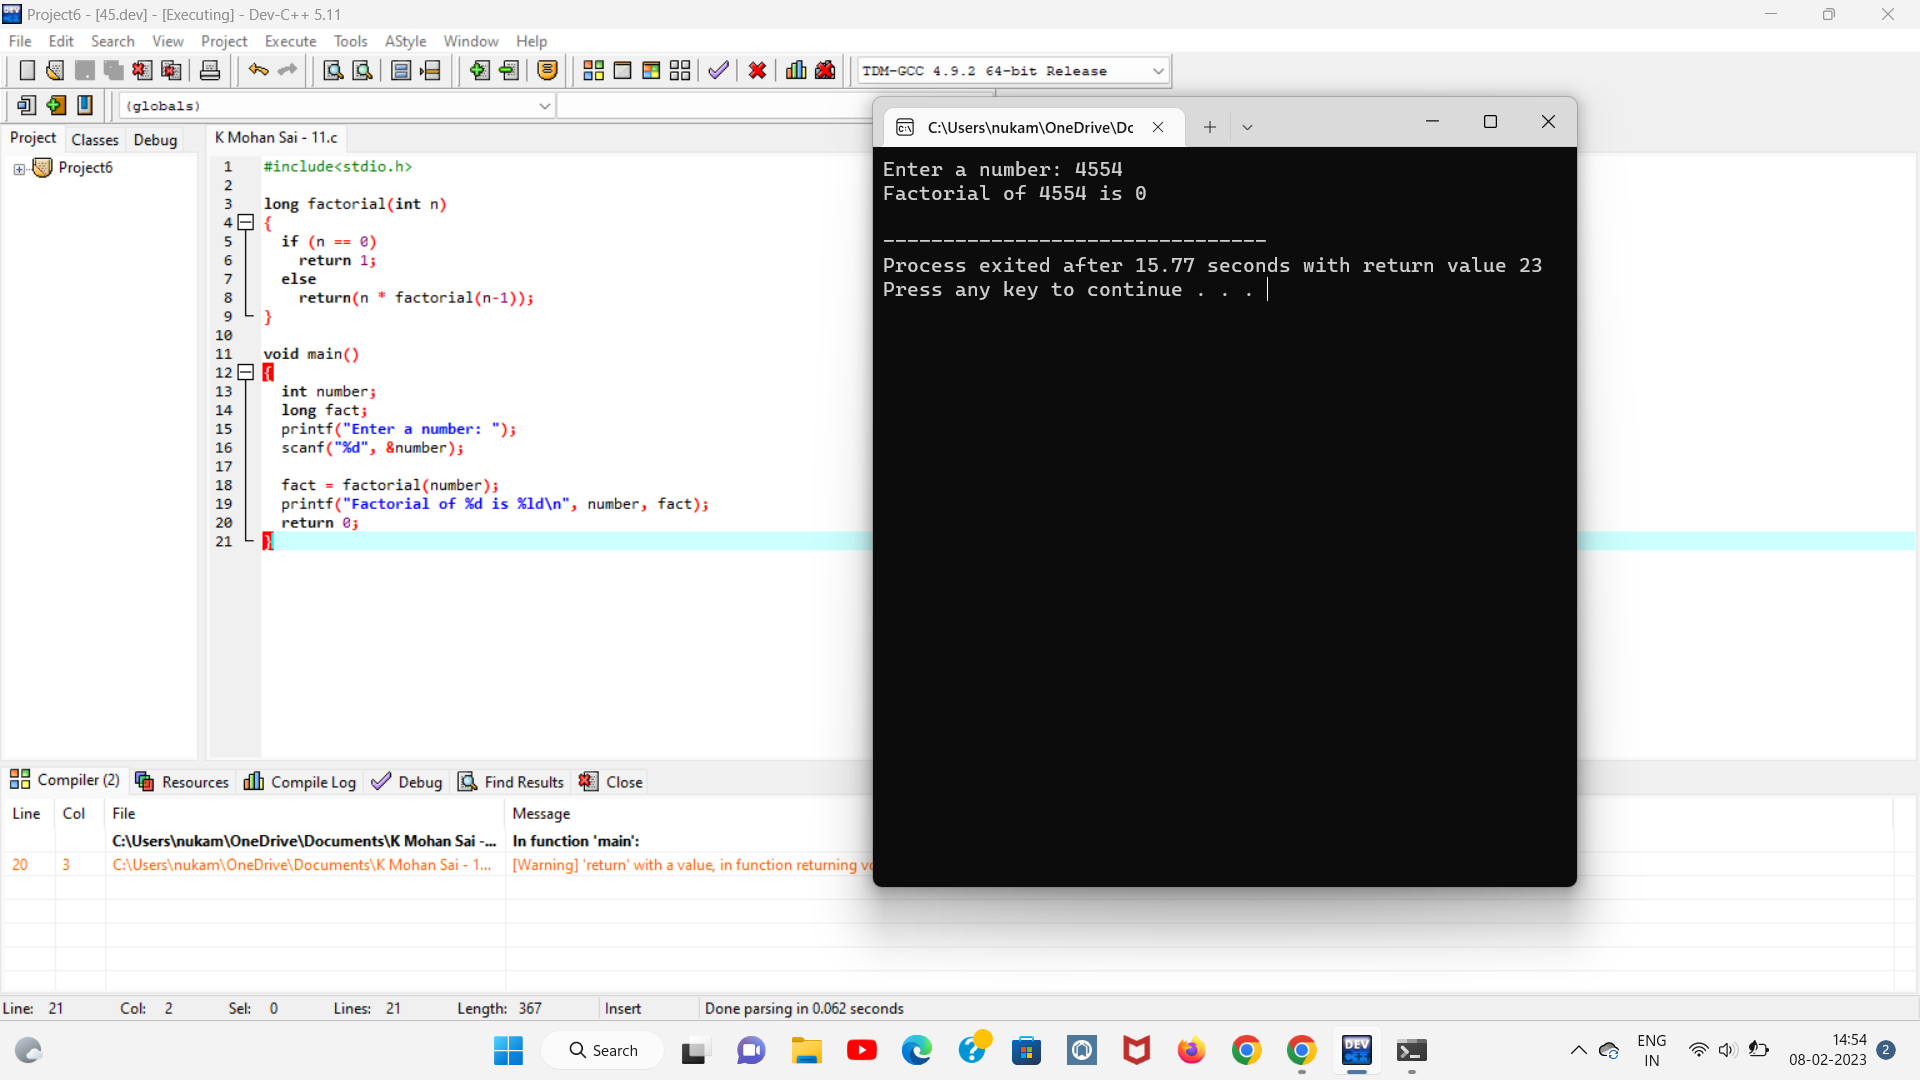 Project6 - [45.dev] - [Executing] - Dev-C++ 5.11
File Edit Search View Project Execute Tools AStyle Window Help
TDM-GCC 4.9.2 64-bit Release
(globals)
Project Classes Debug
K Mohan Sai - 11.c
Project6
1 #include<stdio.h>
2
3 long factorial(int n)
4 {
5 if (n == 0)
6 return 1;
7 else
8 return(n * factorial(n-1));
9 }
10
11 void main()
12 {
13 int number;
14 long fact;
15 printf("Enter a number: ");
16 scanf("%d", &number);
17
18 fact = factorial(number);
19 printf("Factorial of %d is %ld\n", number, fact);
20 return 0;
21 }
C:\Users\nukam\OneDrive\Dc
Enter a number: 4554
Factorial of 4554 is 0
--------------------------------
Process exited after 15.77 seconds with return value 23
Press any key to continue . . .
Compiler (2) Resources Compile Log Debug Find Results Close
Line Col File Message
C:\Users\nukam\OneDrive\Documents\K Mohan Sai -... In function 'main':
20 3 C:\Users\nukam\OneDrive\Documents\K Mohan Sai - 1... [Warning] 'return' with a value, in function returning
Line: 21 Col: 2 Sel: 0 Lines: 21 Length: 367 Insert Done parsing in 0.062 seconds
Search
DEV C++
ENG
IN
14:54
08-02-2023
2